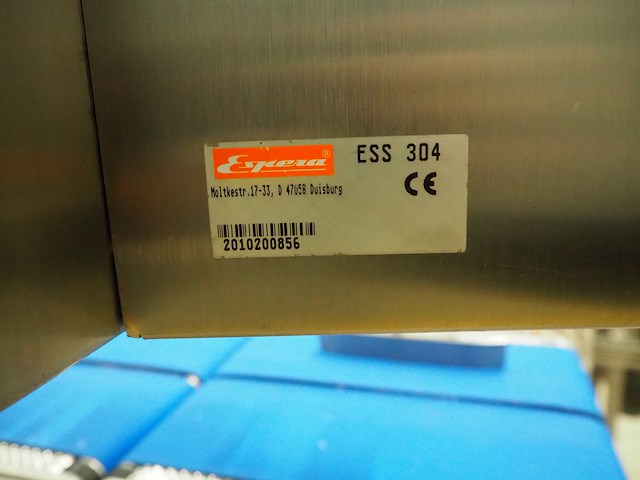 Espera®
ESS 304
CE
Moltkestr.17-33, D 47058 Duisburg
2010200856